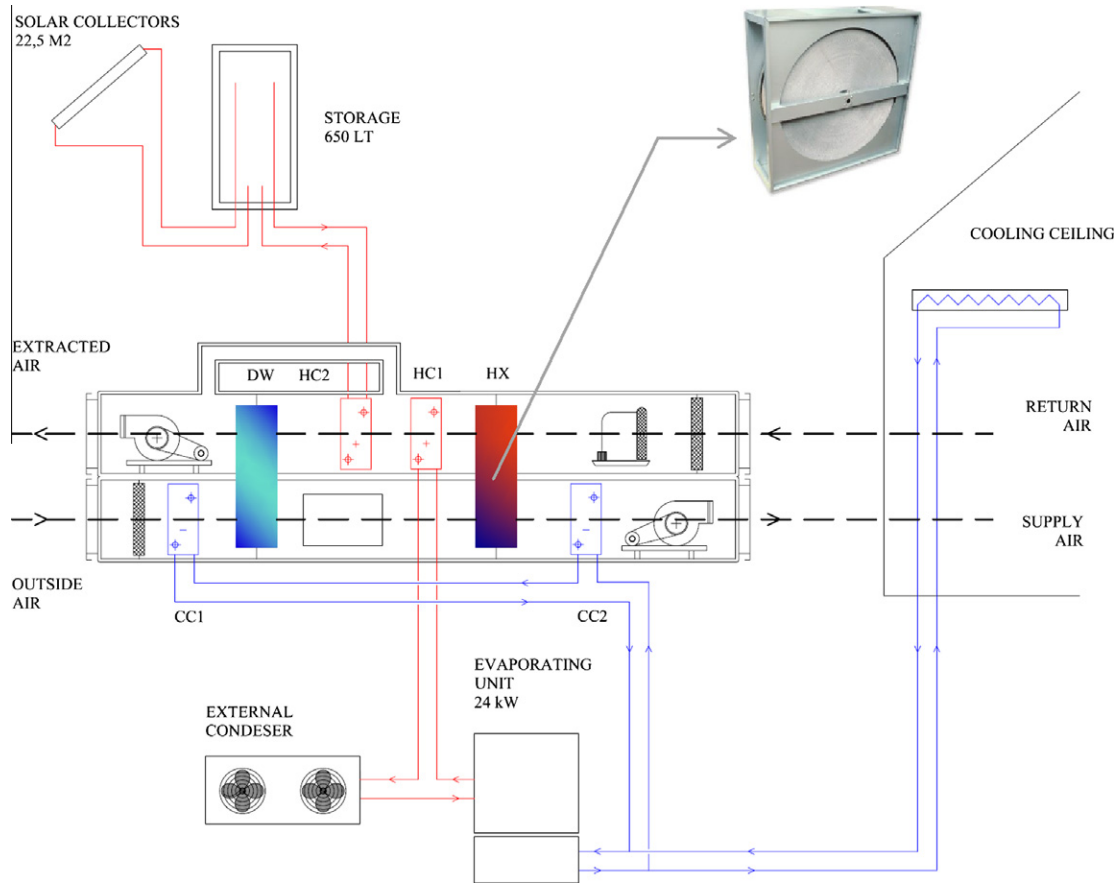 SOLAR COLLECTORS
22,5 M2
STORAGE
650 LT
COOLING CEILING
EXTRACTED
AIR
DW
HC2
HC1
HX
RETURN
AIR
SUPPLY
AIR
OUTSIDE
AIR
CC1
CC2
EVAPORATING
UNIT
24 kW
EXTERNAL
CONDESER